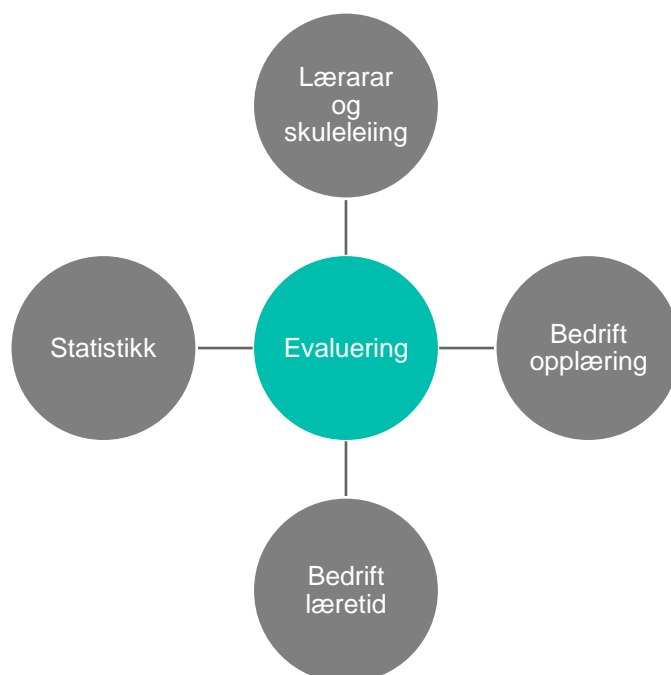 Lærarar
og
skuleleiing
Statistikk
Evaluering
Bedrift
opplæring
Bedrift
læretid